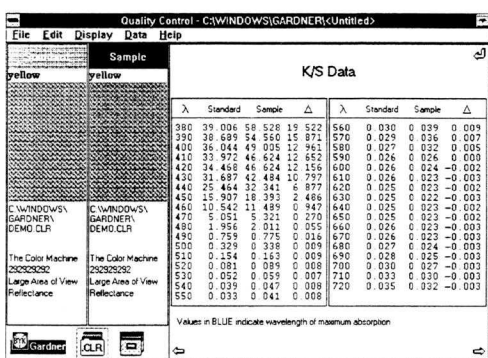 Quality Control - C:\WINDOWS\GARDNER\<Untitled>
File Edit Display Data Help
Sample
yellow yellow
K/S Data
λ Standard Sample Δ λ Standard Sample Δ
380 39.006 58.528 19.522 560 0.030 0.039 0.009
390 38.689 54.560 15.871 570 0.029 0.036 0.007
400 36.044 49.005 12.961 580 0.027 0.032 0.005
410 33.972 46.624 12.652 590 0.026 0.026 0.000
420 34.468 46.624 12.156 600 0.026 0.024 -0.002
430 31.687 42.484 10.797 610 0.026 0.023 -0.003
440 25.464 32.341 6.877 620 0.025 0.023 -0.002
450 15.907 18.393 2.486 630 0.025 0.022 -0.003
460 10.542 11.489 0.947 640 0.025 0.023 -0.002
470 5.051 5.321 0.270 650 0.025 0.023 -0.002
480 1.956 2.011 0.055 660 0.026 0.023 -0.003
490 0.759 0.775 0.016 670 0.026 0.023 -0.003
500 0.329 0.338 0.009 680 0.027 0.024 -0.003
510 0.154 0.163 0.009 690 0.028 0.025 -0.003
520 0.081 0.089 0.008 700 0.030 0.027 -0.003
530 0.052 0.059 0.007 710 0.033 0.030 -0.003
540 0.039 0.047 0.008 720 0.035 0.032 -0.003
550 0.033 0.041 0.008
C:\WINDOWS\ C:\WINDOWS\
GARDNER\ GARDNER\
DEMO.CLR DEMO.CLR
The Color Machine The Color Machine
292929292 292929292
Large Area of View Large Area of View
Reflectance Reflectance
Values in BLUE indicate wavelength of maximum absorption
BYK Gardner .CLR